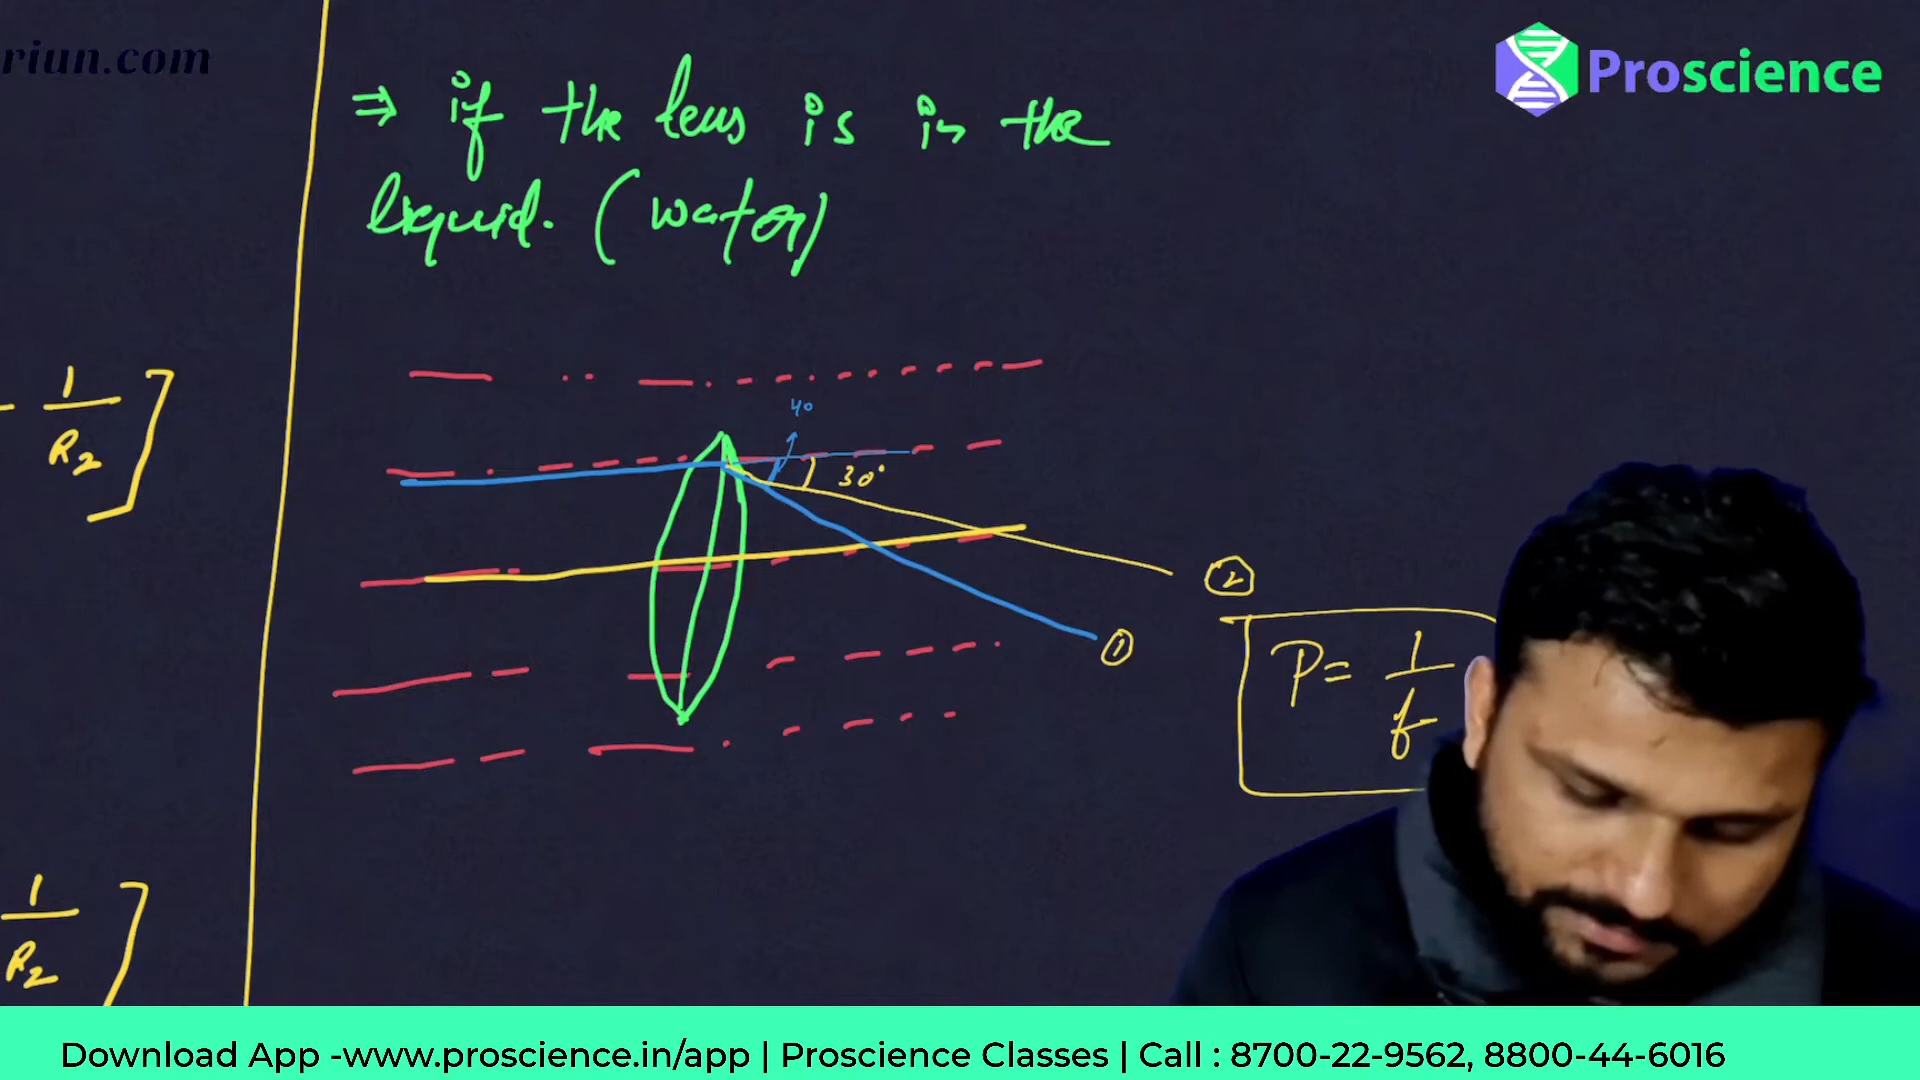 riun.com
Proscience
⇒ if the lens is in the
liquid. (water)
- 1/R2 ]
40
30°
2
1
P = 1/f
1/R2 ]
Download App -www.proscience.in/app | Proscience Classes | Call : 8700-22-9562, 8800-44-6016